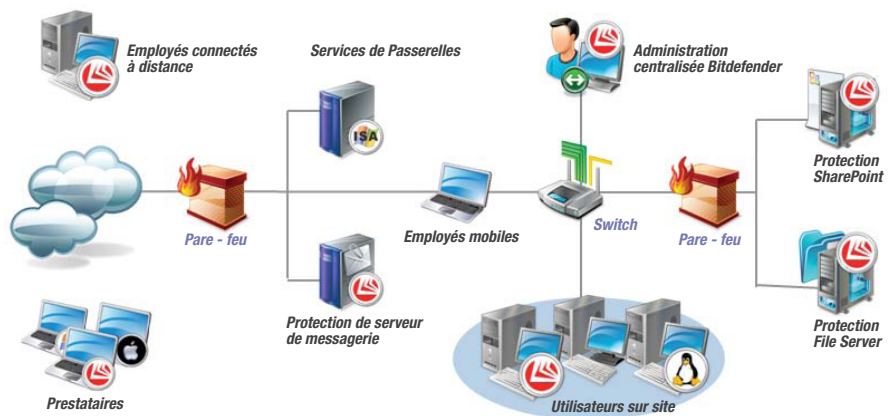 Employés connectés
à distance
Services de Passerelles
Administration
centralisée Bitdefender
ISA
Protection
SharePoint
Pare - feu
Employés mobiles
Switch
Pare - feu
Protection de serveur
de messagerie
Protection
File Server
Prestataires
Utilisateurs sur site